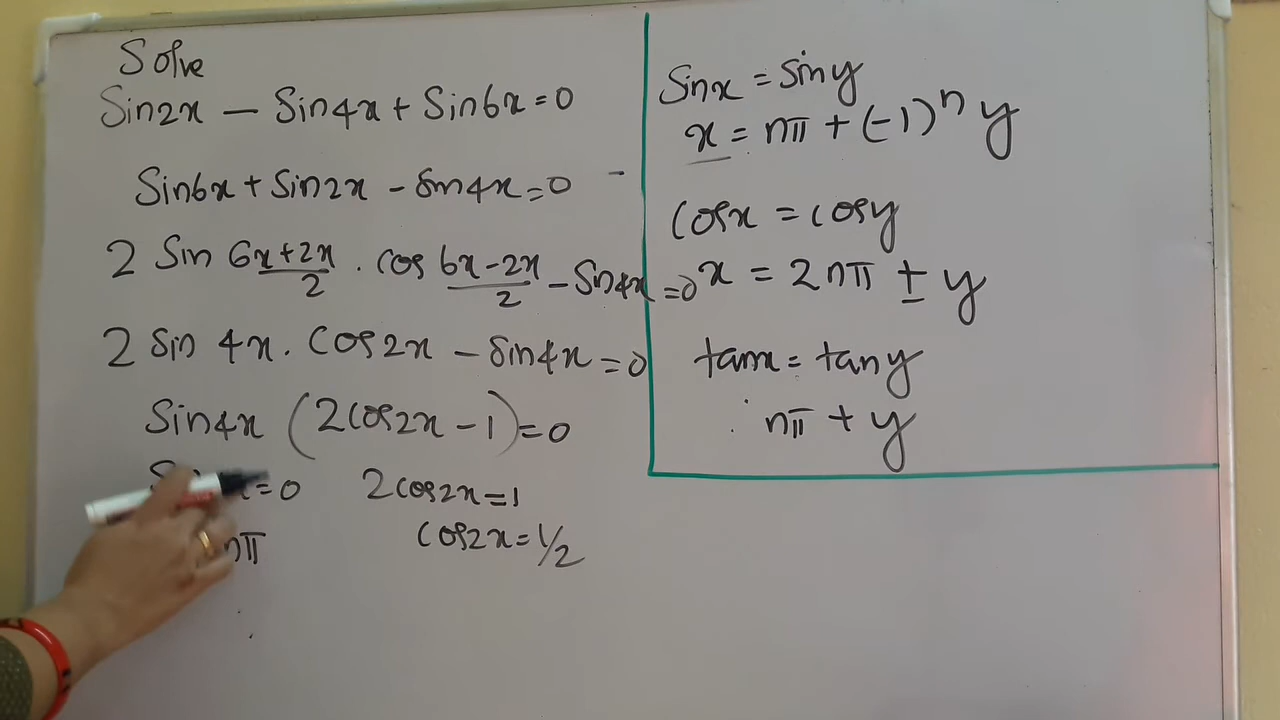 Solve
Sin2x - Sin4x + Sin6x = 0
Sin6x + Sin2x - Sin4x = 0
2 Sin 6x+2x/2 . cos 6x-2x/2 - Sin4x = 0
2 Sin 4x . Cos2x - Sin4x = 0
Sin4x (2cos2x - 1) = 0
= 0 2cos2x = 1
nπ cos2x = 1/2
Sinx = siny
x = nπ + (-1)ⁿ y
Cosx = cosy
x = 2nπ ± y
tanx = tany
nπ + y